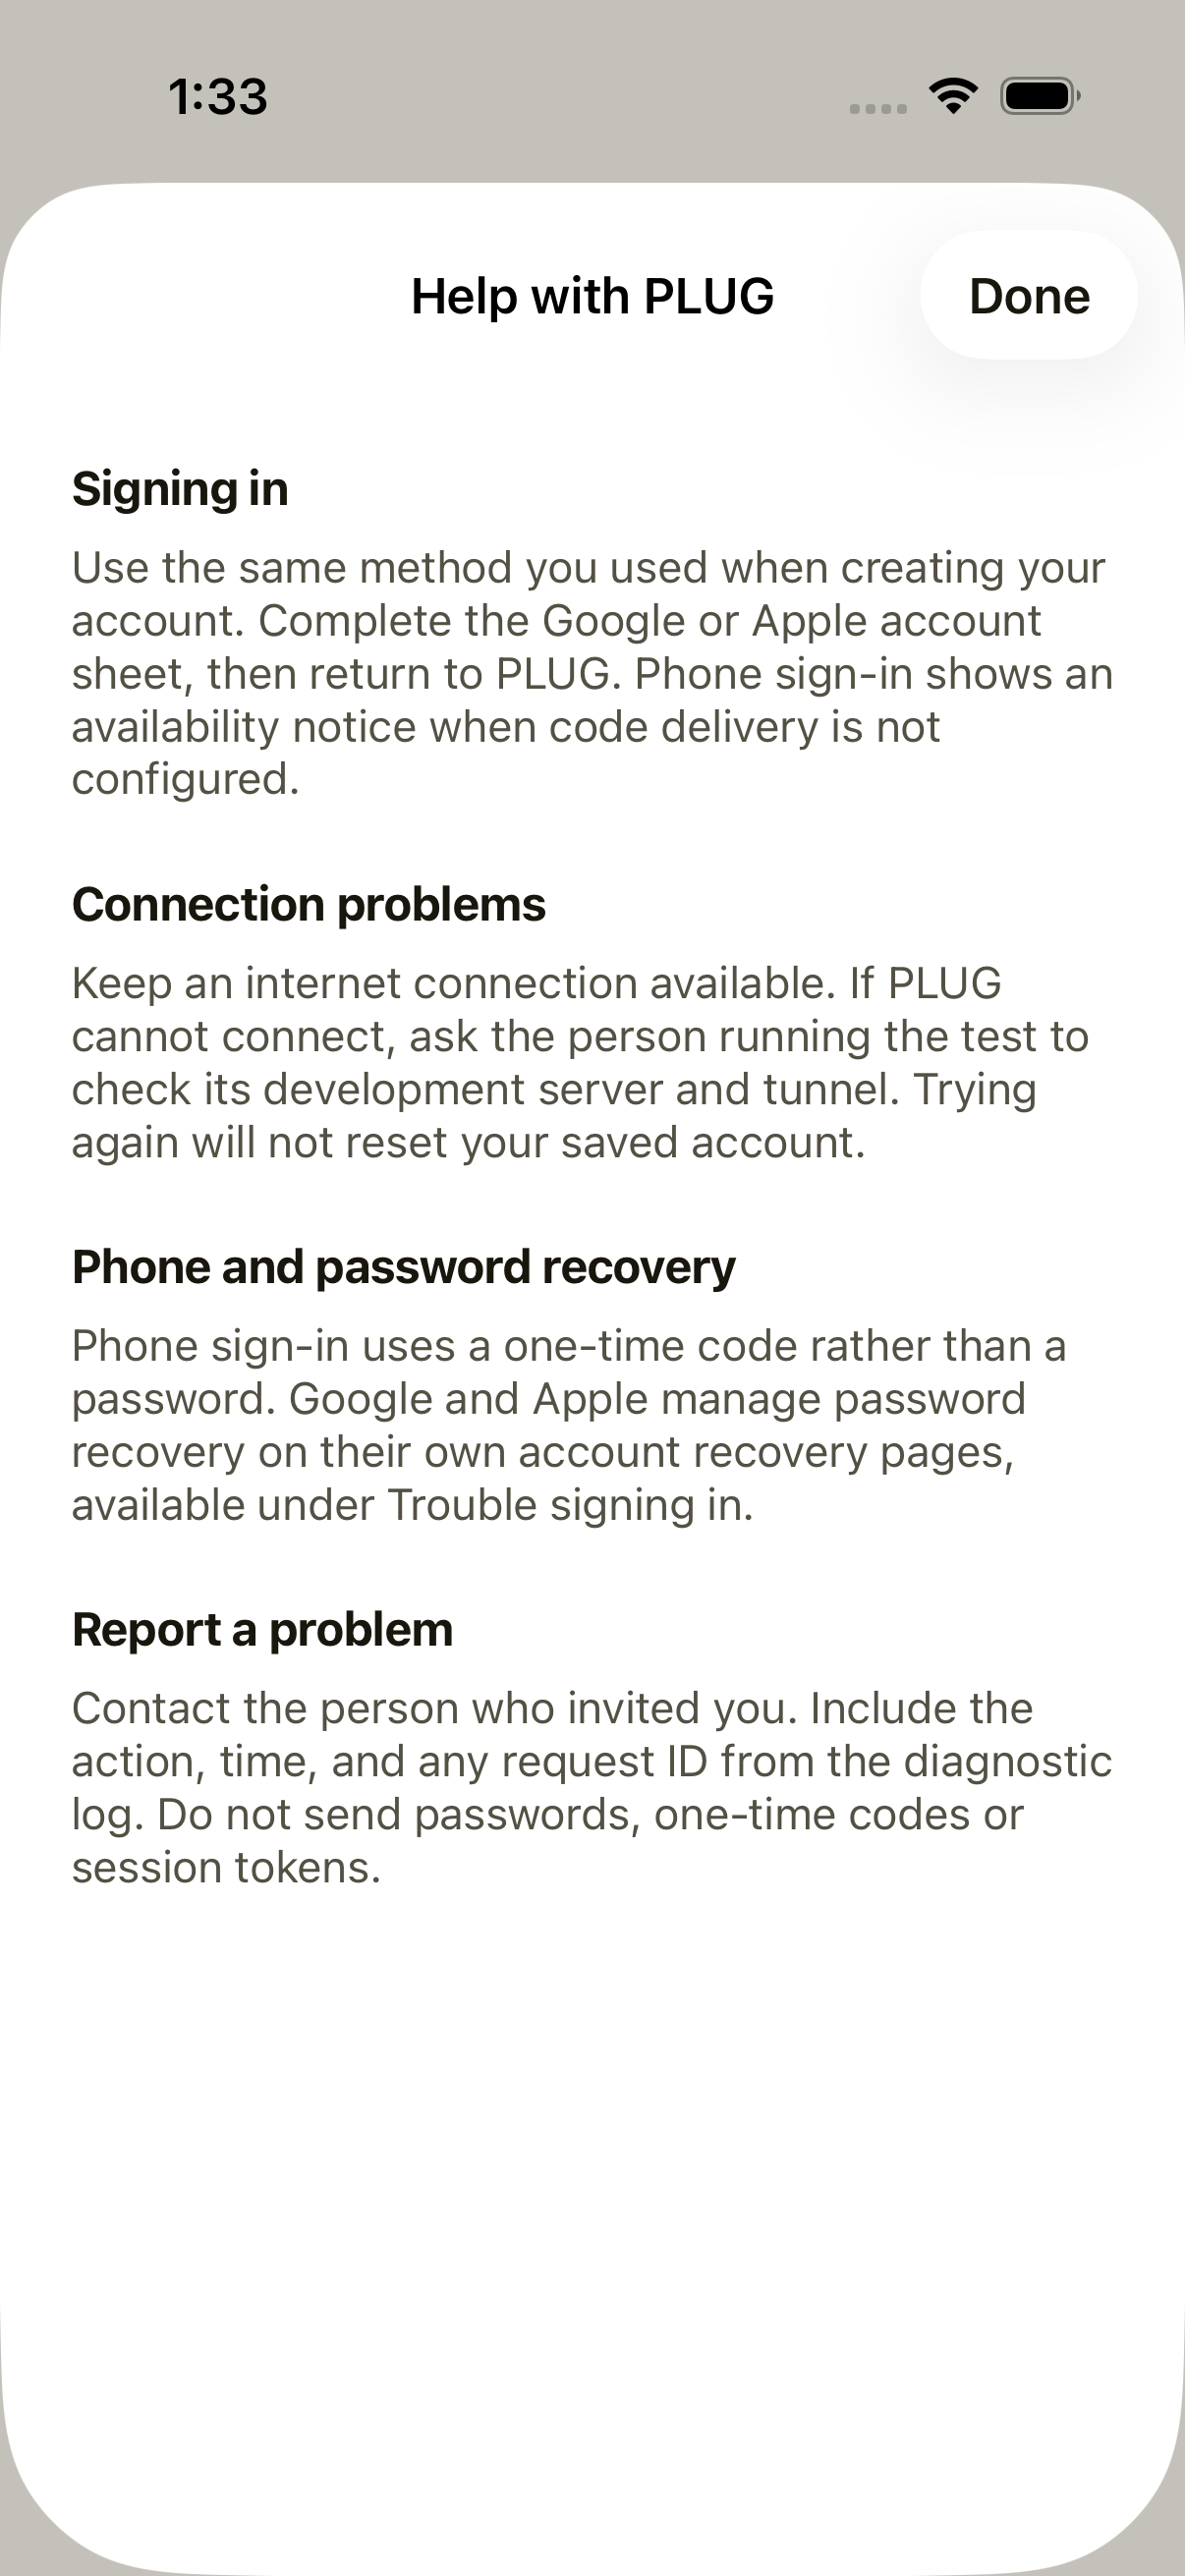 1:33
Help with PLUG
Done
Signing in
Use the same method you used when creating your
account. Complete the Google or Apple account
sheet, then return to PLUG. Phone sign-in shows an
availability notice when code delivery is not
configured.
Connection problems
Keep an internet connection available. If PLUG
cannot connect, ask the person running the test to
check its development server and tunnel. Trying
again will not reset your saved account.
Phone and password recovery
Phone sign-in uses a one-time code rather than a
password. Google and Apple manage password
recovery on their own account recovery pages,
available under Trouble signing in.
Report a problem
Contact the person who invited you. Include the
action, time, and any request ID from the diagnostic
log. Do not send passwords, one-time codes or
session tokens.